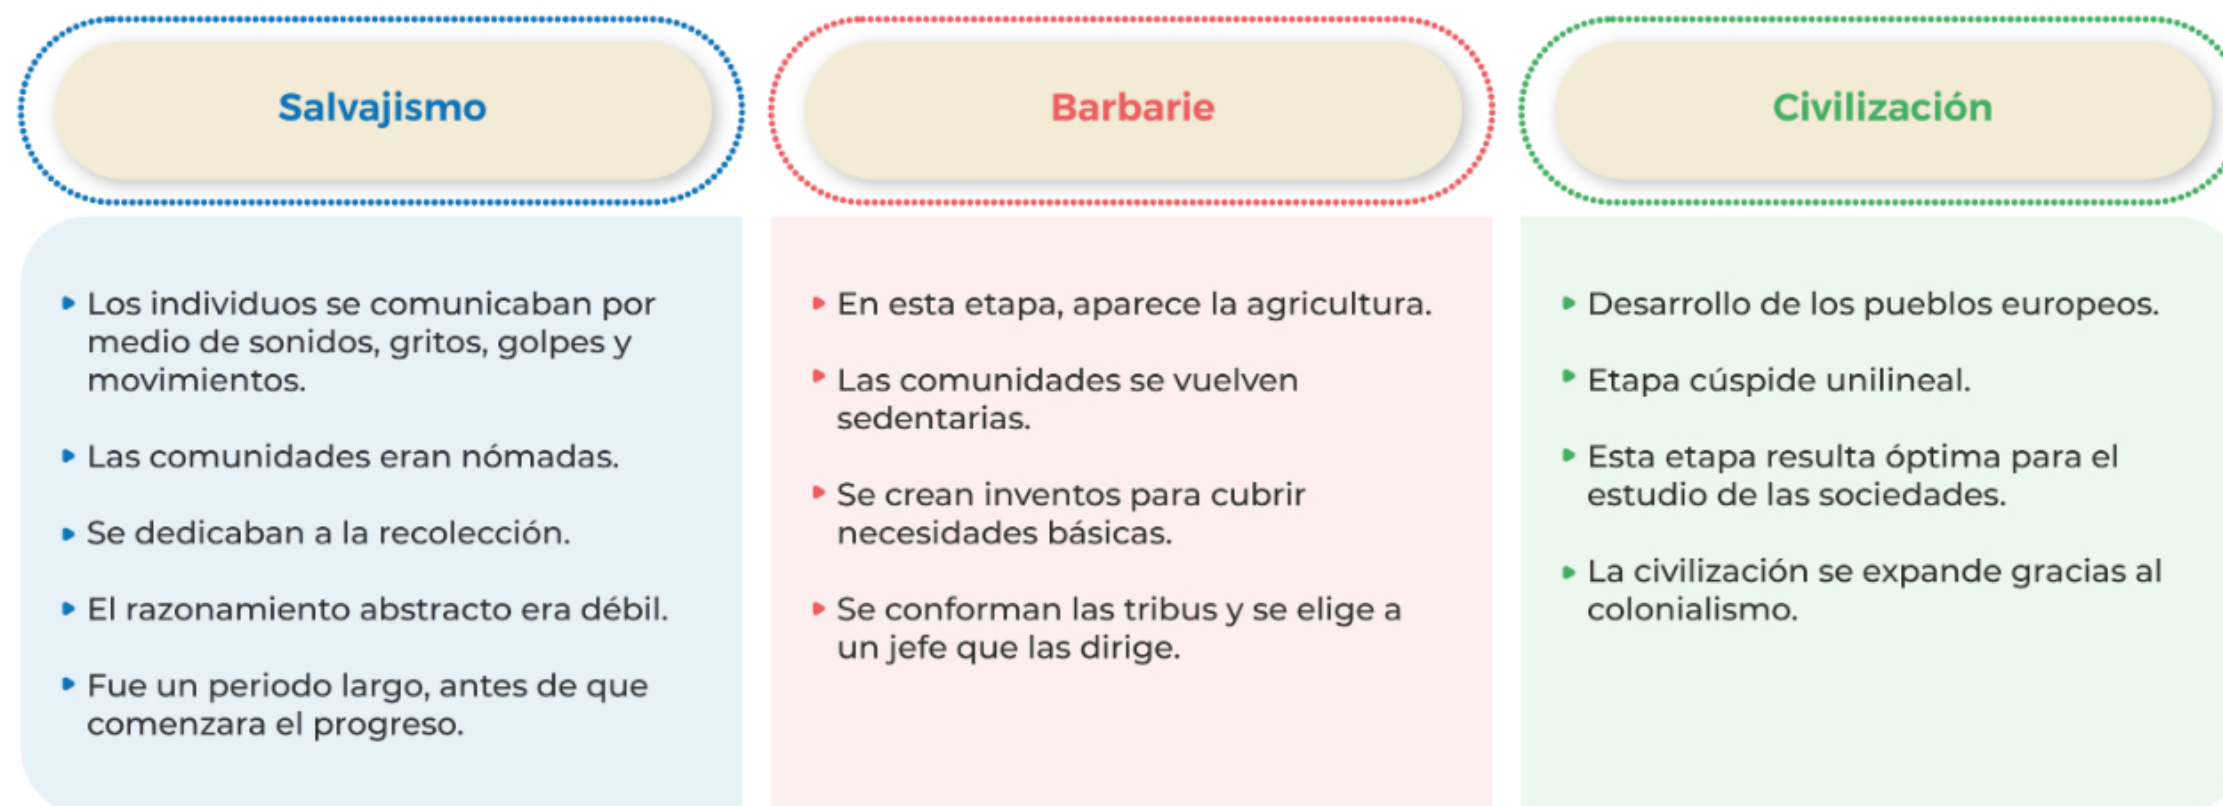 Salvajismo
Los individuos se comunicaban por
medio de sonidos, gritos, golpes y
movimientos.
Las comunidades eran nómadas.
Se dedicaban a la recolección.
El razonamiento abstracto era débil.
Fue un periodo largo, antes de que
comenzara el progreso.
Barbarie
En esta etapa, aparece la agricultura.
Las comunidades se vuelven
sedentarias.
Se crean inventos para cubrir
necesidades básicas.
Se conforman las tribus y se elige a
un jefe que las dirige.
Civilización
Desarrollo de los pueblos europeos.
Etapa cúspide unilineal.
Esta etapa resulta óptima para el
estudio de las sociedades.
La civilización se expande gracias al
colonialismo.